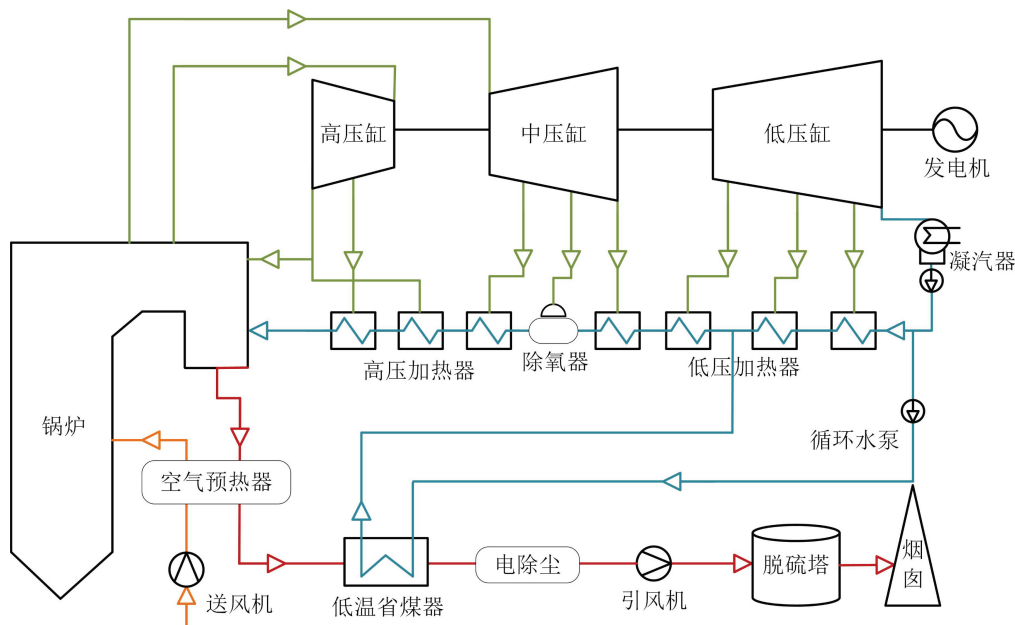 高压缸
中压缸
低压缸
发电机
凝汽器
除氧器
高压加热器
低压加热器
锅炉
循环水泵
空气预热器
烟
囱
电除尘
脱硫塔
送风机
低温省煤器
引风机